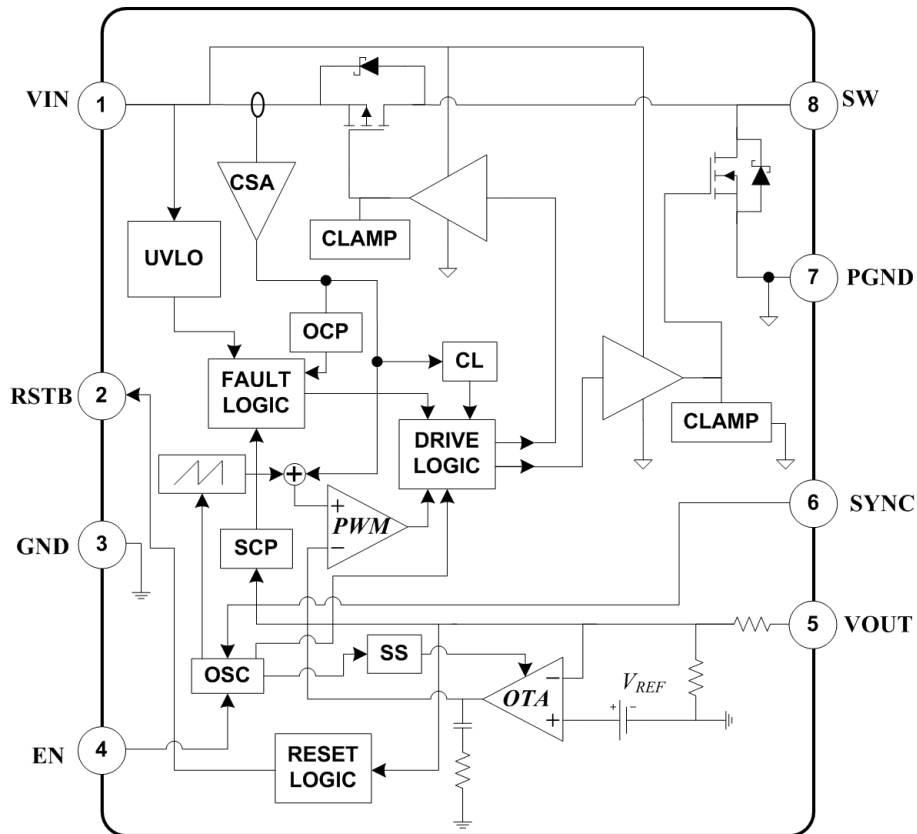 VIN
1
8
SW
CSA
CLAMP
UVLO
7
PGND
OCP
CL
FAULT
LOGIC
RSTB
2
CLAMP
DRIVE
LOGIC
+
+
PWM
−
6
SYNC
GND
3
SCP
5
VOUT
SS
OSC
−
OTA
+
VREF
+
−
EN
4
RESET
LOGIC